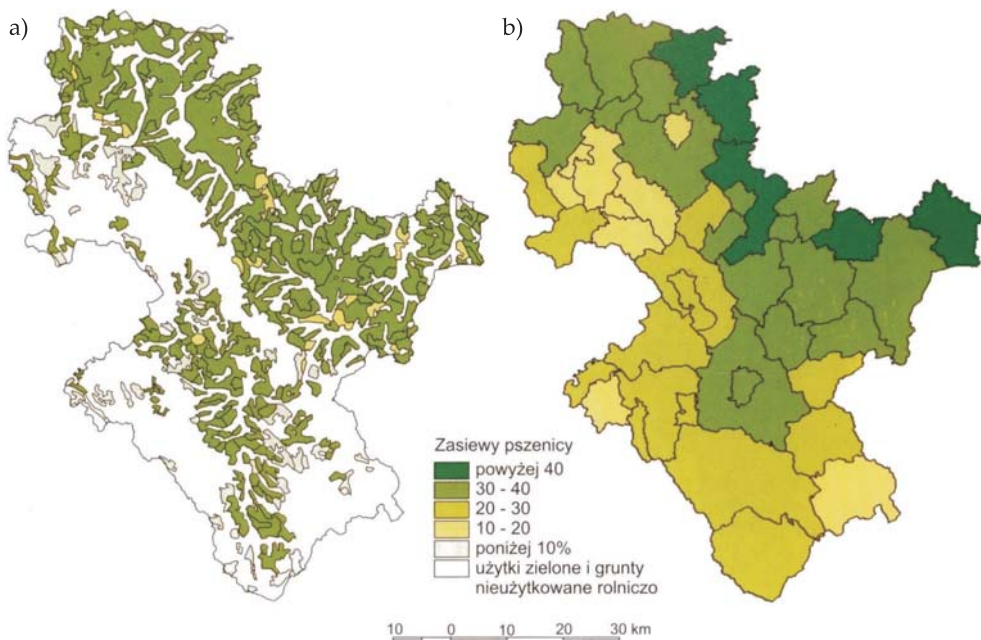 a)
b)
Zasiewy pszenicy
powyżej 40
30 - 40
20 - 30
10 - 20
poniżej 10%
użytki zielone i grunty
nieużytkowane rolniczo
10 0 10 20 30 km